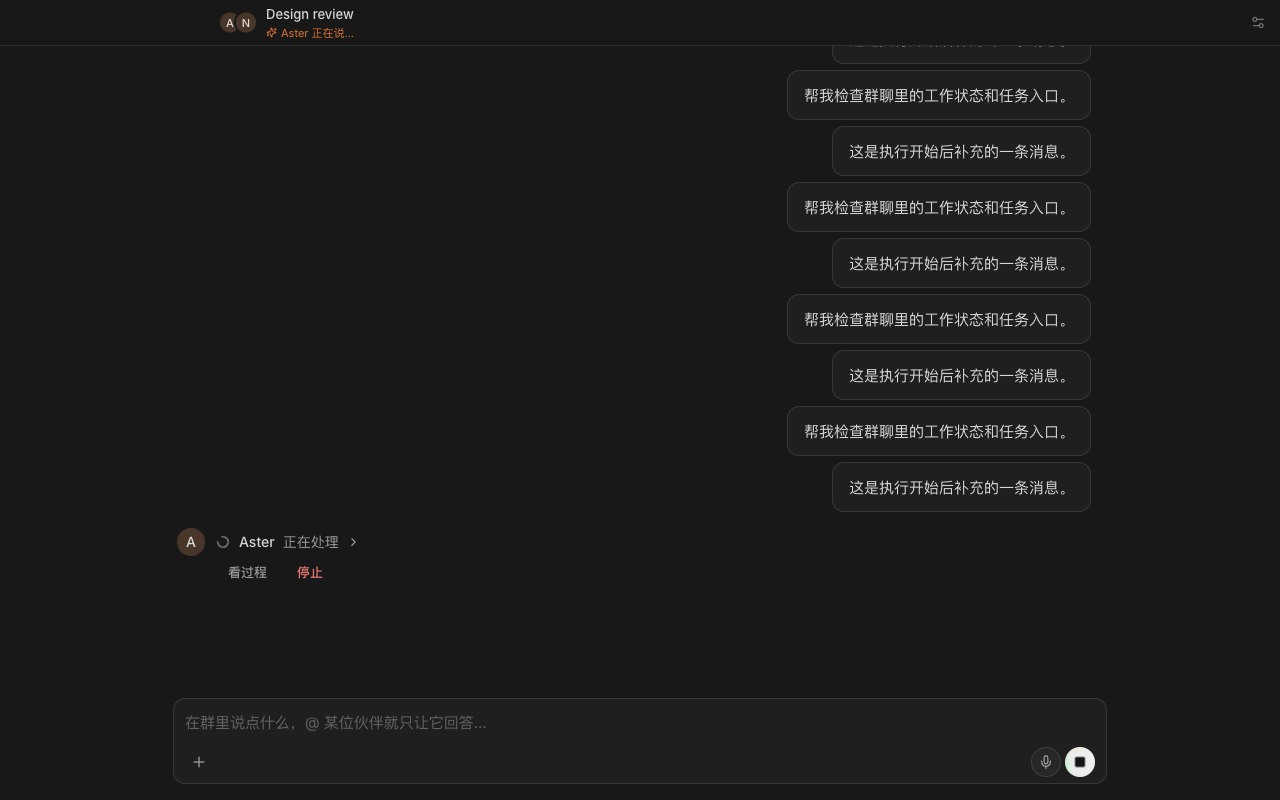 A N Design review
Aster 正在说...
帮我检查群聊里的工作状态和任务入口。
这是执行开始后补充的一条消息。
帮我检查群聊里的工作状态和任务入口。
这是执行开始后补充的一条消息。
帮我检查群聊里的工作状态和任务入口。
这是执行开始后补充的一条消息。
帮我检查群聊里的工作状态和任务入口。
这是执行开始后补充的一条消息。
A Aster 正在处理
看过程 停止
在群里说点什么，@ 某位伙伴就只让它回答...